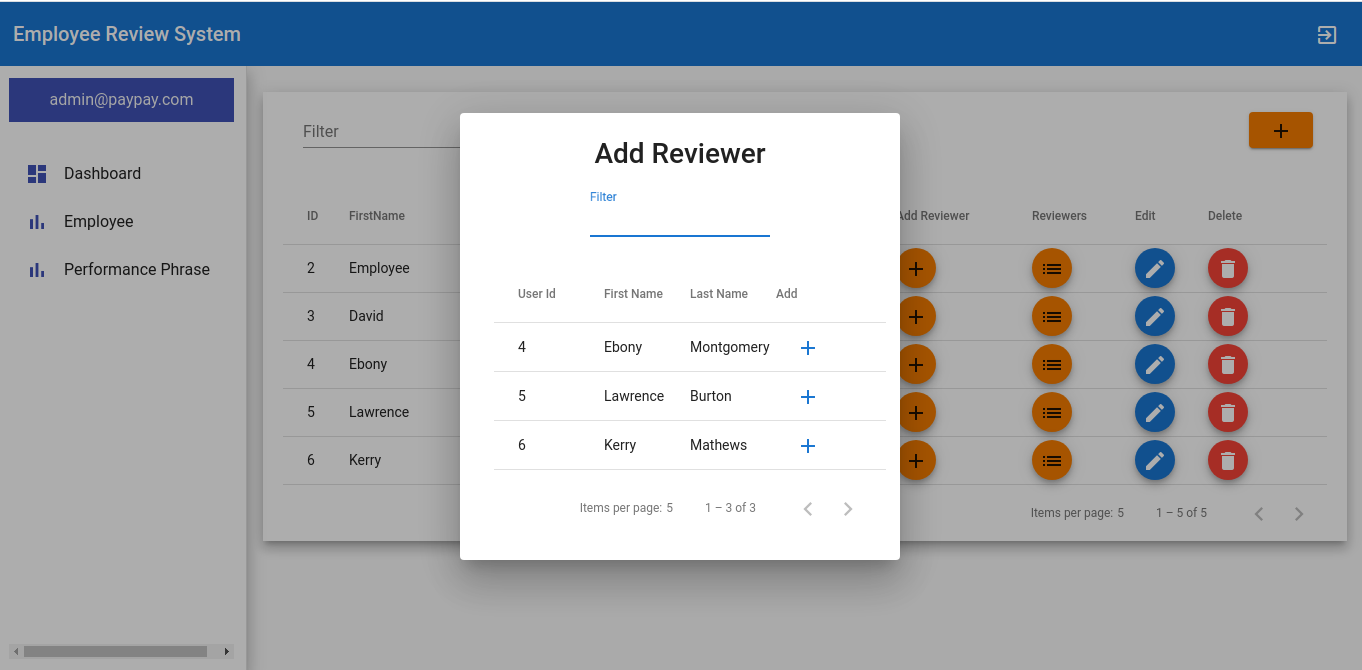 Employee Review System
admin@paypay.com
Dashboard
Employee
Performance Phrase
Filter
ID FirstName Add Reviewer Reviewers Edit Delete
2 Employee
3 David
4 Ebony
5 Lawrence
6 Kerry
Items per page: 5 1 – 5 of 5
Add Reviewer
Filter
User Id First Name Last Name Add
4 Ebony Montgomery
5 Lawrence Burton
6 Kerry Mathews
Items per page: 5 1 – 3 of 3